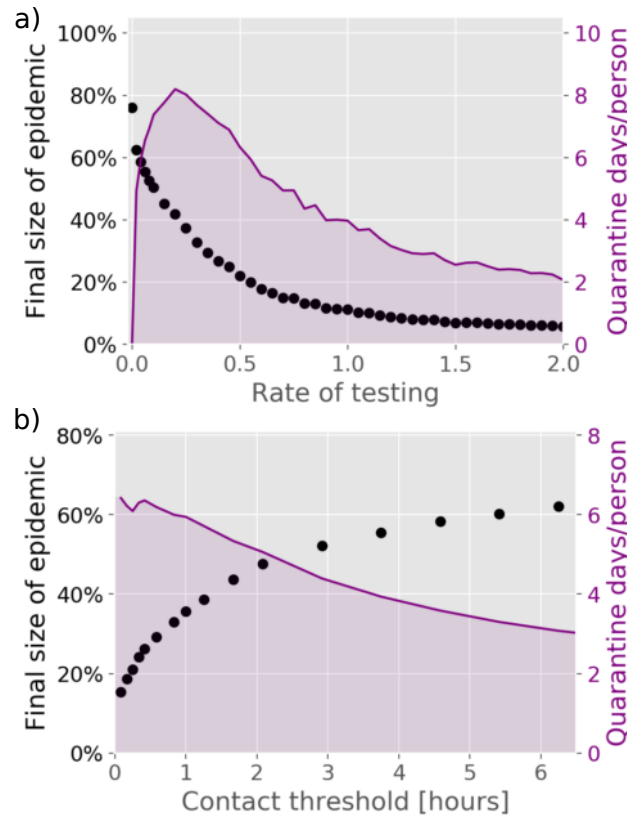 a)
Final size of epidemic
100%
80%
60%
40%
20%
0%
10
8
6
4
2
0
Quarantine days/person
0.0 0.5 1.0 1.5 2.0
Rate of testing
b)
Final size of epidemic
80%
60%
40%
20%
0%
8
6
4
2
0
Quarantine days/person
0 1 2 3 4 5 6
Contact threshold [hours]